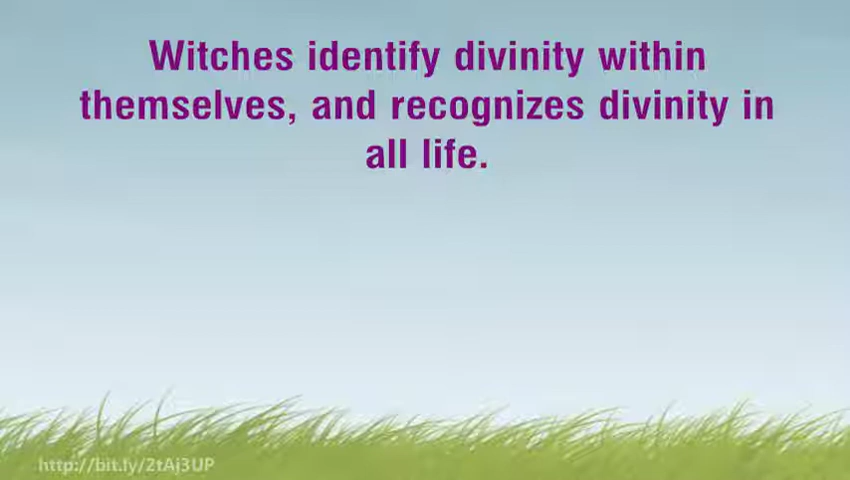 Witches identify divinity within
themselves, and recognizes divinity in
all life.
http://bit.ly/2tAj3UP